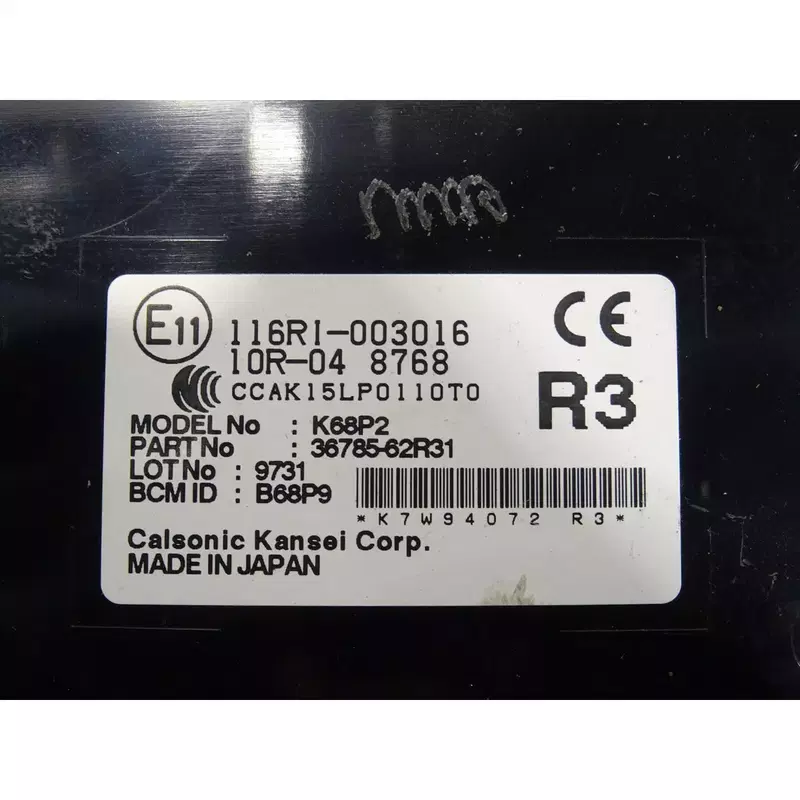 E11 116RI-003016
10R-04 8768
CCAK15LP0110T0
CE
R3
MODEL No : K68P2
PART No : 36785-62R31
LOT No : 9731
BCM ID : B68P9
*K7W94072 R3*
Calsonic Kansei Corp.
MADE IN JAPAN